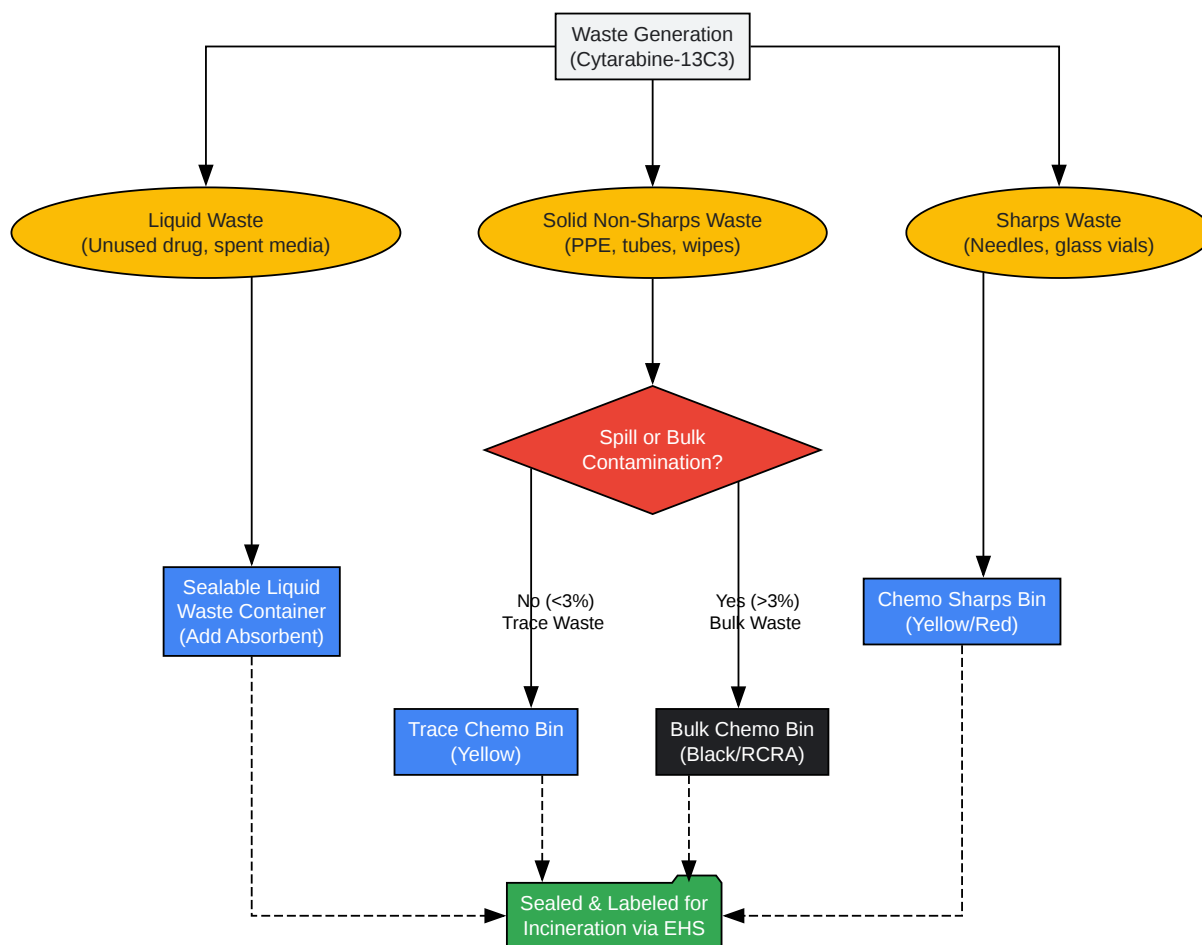 Waste Generation
(Cytarabine-13C3)
Liquid Waste
(Unused drug, spent media)
Solid Non-Sharps Waste
(PPE, tubes, wipes)
Sharps Waste
(Needles, glass vials)
Spill or Bulk
Contamination?
Sealable Liquid
Waste Container
(Add Absorbent)
No (<3%)
Trace Waste
Yes (>3%)
Bulk Waste
Chemo Sharps Bin
(Yellow/Red)
Trace Chemo Bin
(Yellow)
Bulk Chemo Bin
(Black/RCRA)
Sealed & Labeled for
Incineration via EHS